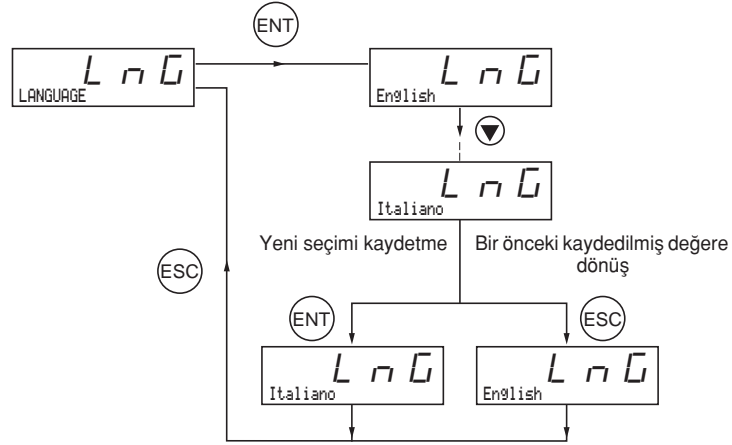 ENT
L n G
LANGUAGE
L n G
English
L n G
Italiano
Yeni seçimi kaydetme
Bir önceki kaydedilmiş değere
dönüş
ESC
ENT
ESC
L n G
Italiano
L n G
English